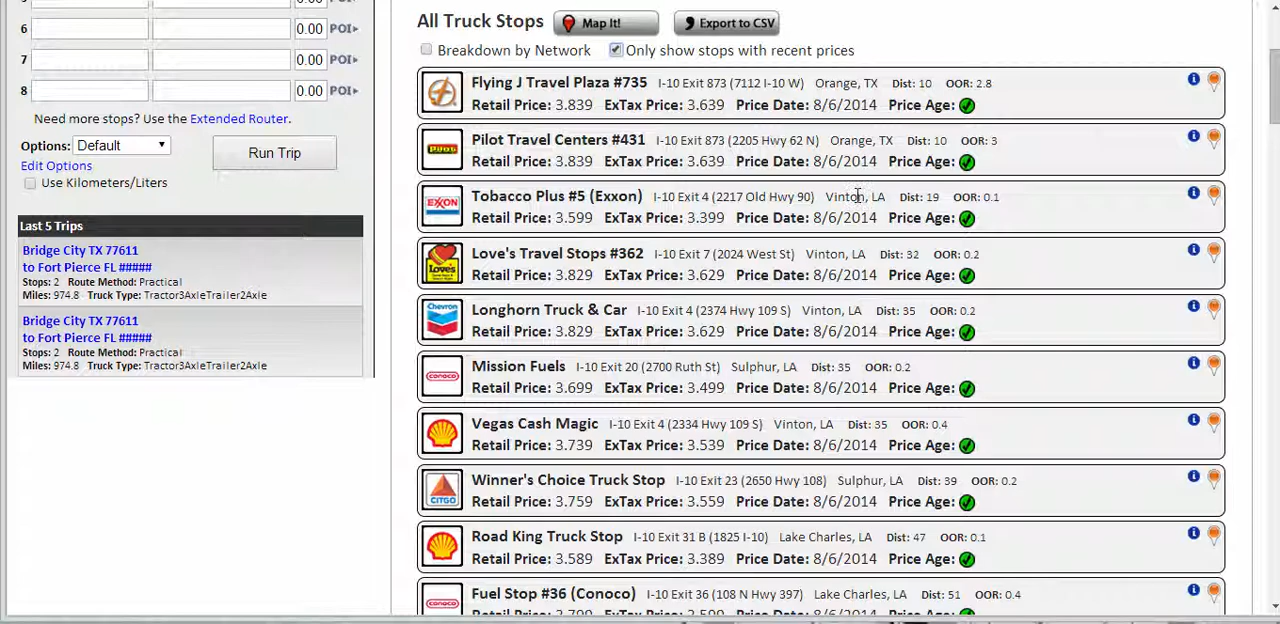 6 0.00 POI▸
7 0.00 POI▸
8 0.00 POI▸
Need more stops? Use the Extended Router.
Options: Default
Edit Options
Run Trip
Use Kilometers/Liters
Last 5 Trips
Bridge City TX 77611
to Fort Pierce FL #####
Stops: 2 Route Method: Practical
Miles: 974.8 Truck Type: Tractor3AxleTrailer2Axle
Bridge City TX 77611
to Fort Pierce FL #####
Stops: 2 Route Method: Practical
Miles: 974.8 Truck Type: Tractor3AxleTrailer2Axle
All Truck Stops Map It! Export to CSV
Breakdown by Network Only show stops with recent prices
Flying J Travel Plaza #735 I-10 Exit 873 (7112 I-10 W) Orange, TX Dist: 10 OOR: 2.8
Retail Price: 3.839 ExTax Price: 3.639 Price Date: 8/6/2014 Price Age:
PILOT
Pilot Travel Centers #431 I-10 Exit 873 (2205 Hwy 62 N) Orange, TX Dist: 10 OOR: 3
Retail Price: 3.839 ExTax Price: 3.639 Price Date: 8/6/2014 Price Age:
EXXON
Tobacco Plus #5 (Exxon) I-10 Exit 4 (2217 Old Hwy 90) Vinton, LA Dist: 19 OOR: 0.1
Retail Price: 3.599 ExTax Price: 3.399 Price Date: 8/6/2014 Price Age:
Love's
Love's Travel Stops #362 I-10 Exit 7 (2024 West St) Vinton, LA Dist: 32 OOR: 0.2
Retail Price: 3.829 ExTax Price: 3.629 Price Date: 8/6/2014 Price Age:
Chevron
Longhorn Truck & Car I-10 Exit 4 (2374 Hwy 109 S) Vinton, LA Dist: 35 OOR: 0.2
Retail Price: 3.829 ExTax Price: 3.629 Price Date: 8/6/2014 Price Age:
conoco
Mission Fuels I-10 Exit 20 (2700 Ruth St) Sulphur, LA Dist: 35 OOR: 0.2
Retail Price: 3.699 ExTax Price: 3.499 Price Date: 8/6/2014 Price Age:
Vegas Cash Magic I-10 Exit 4 (2334 Hwy 109 S) Vinton, LA Dist: 35 OOR: 0.4
Retail Price: 3.739 ExTax Price: 3.539 Price Date: 8/6/2014 Price Age:
CITGO
Winner's Choice Truck Stop I-10 Exit 23 (2650 Hwy 108) Sulphur, LA Dist: 39 OOR: 0.2
Retail Price: 3.759 ExTax Price: 3.559 Price Date: 8/6/2014 Price Age:
Road King Truck Stop I-10 Exit 31 B (1825 I-10) Lake Charles, LA Dist: 47 OOR: 0.1
Retail Price: 3.589 ExTax Price: 3.389 Price Date: 8/6/2014 Price Age:
conoco
Fuel Stop #36 (Conoco) I-10 Exit 36 (108 N Hwy 397) Lake Charles, LA Dist: 51 OOR: 0.4
Retail Price: ExTax Price: Price Date: 8/6/2014 Price Age: